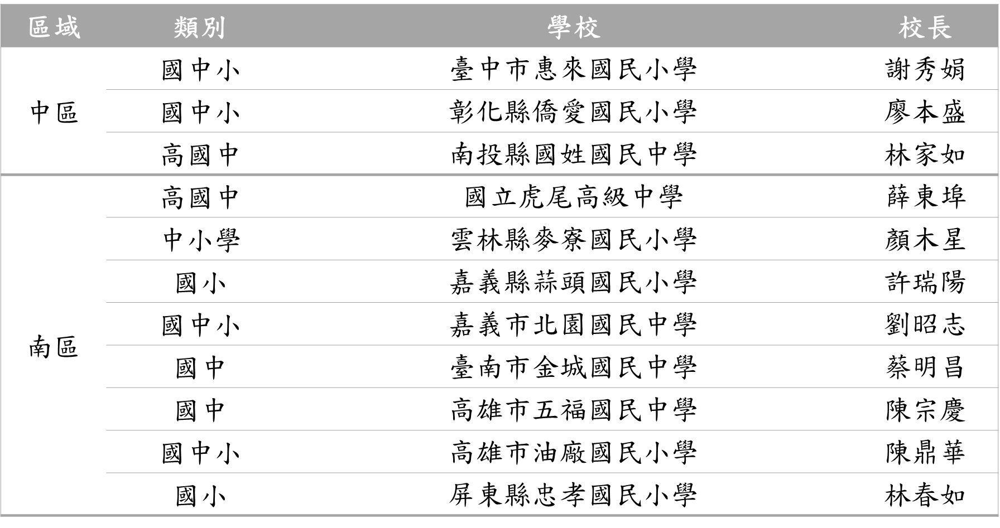 區域 類別 學校 校長
中區
國中小 臺中市惠來國民小學 謝秀娟
國中小 彰化縣僑愛國民小學 廖本盛
高國中 南投縣國姓國民中學 林家如
南區
高國中 國立虎尾高級中學 薛東埠
中小學 雲林縣麥寮國民小學 顏木星
國小 嘉義縣蒜頭國民小學 許瑞陽
國中小 嘉義市北園國民中學 劉昭志
國中 臺南市金城國民中學 蔡明昌
國中 高雄市五福國民中學 陳宗慶
國中小 高雄市油廠國民小學 陳鼎華
國小 屏東縣忠孝國民小學 林春如